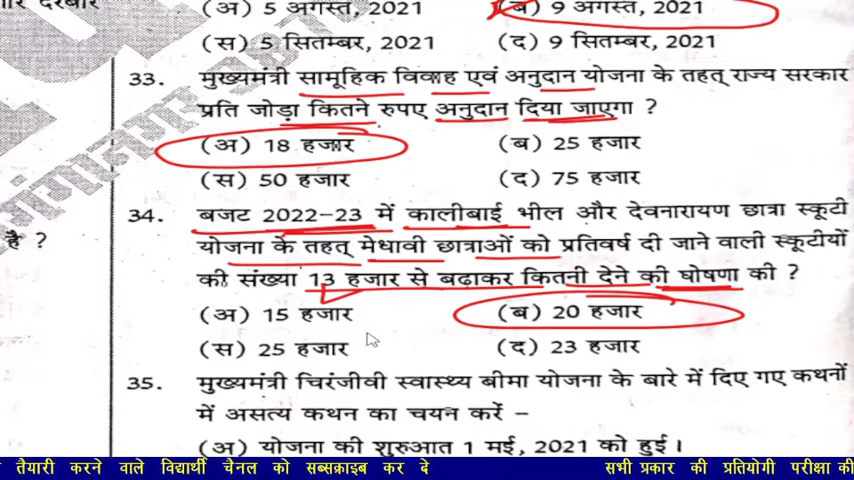 दरबार
(अ) 5 अगस्त, 2021 (ब) 9 अगस्त, 2021
(स) 5 सितम्बर, 2021 (द) 9 सितम्बर, 2021
33. मुख्यमंत्री सामूहिक विवाह एवं अनुदान योजना के तहत् राज्य सरकार
प्रति जोड़ा कितने रुपए अनुदान दिया जाएगा ?
(अ) 18 हजार (ब) 25 हजार
(स) 50 हजार (द) 75 हजार
34. बजट 2022-23 में कालीबाई भील और देवनारायण छात्रा स्कूटी
है ?
योजना के तहत् मेधावी छात्राओं को प्रतिवर्ष दी जाने वाली स्कूटीयों
की संख्या 13 हजार से बढ़ाकर कितनी देने की घोषणा की ?
(अ) 15 हजार (ब) 20 हजार
(स) 25 हजार (द) 23 हजार
35. मुख्यमंत्री चिरंजीवी स्वास्थ्य बीमा योजना के बारे में दिए गए कथनों
में असत्य कथन का चयन करें –
(अ) योजना की शुरुआत 1 मई, 2021 को हुई।
तैयारी करने वाले विद्यार्थी चैनल को सब्सक्राइब कर दे सभी प्रकार की प्रतियोगी परीक्षा की